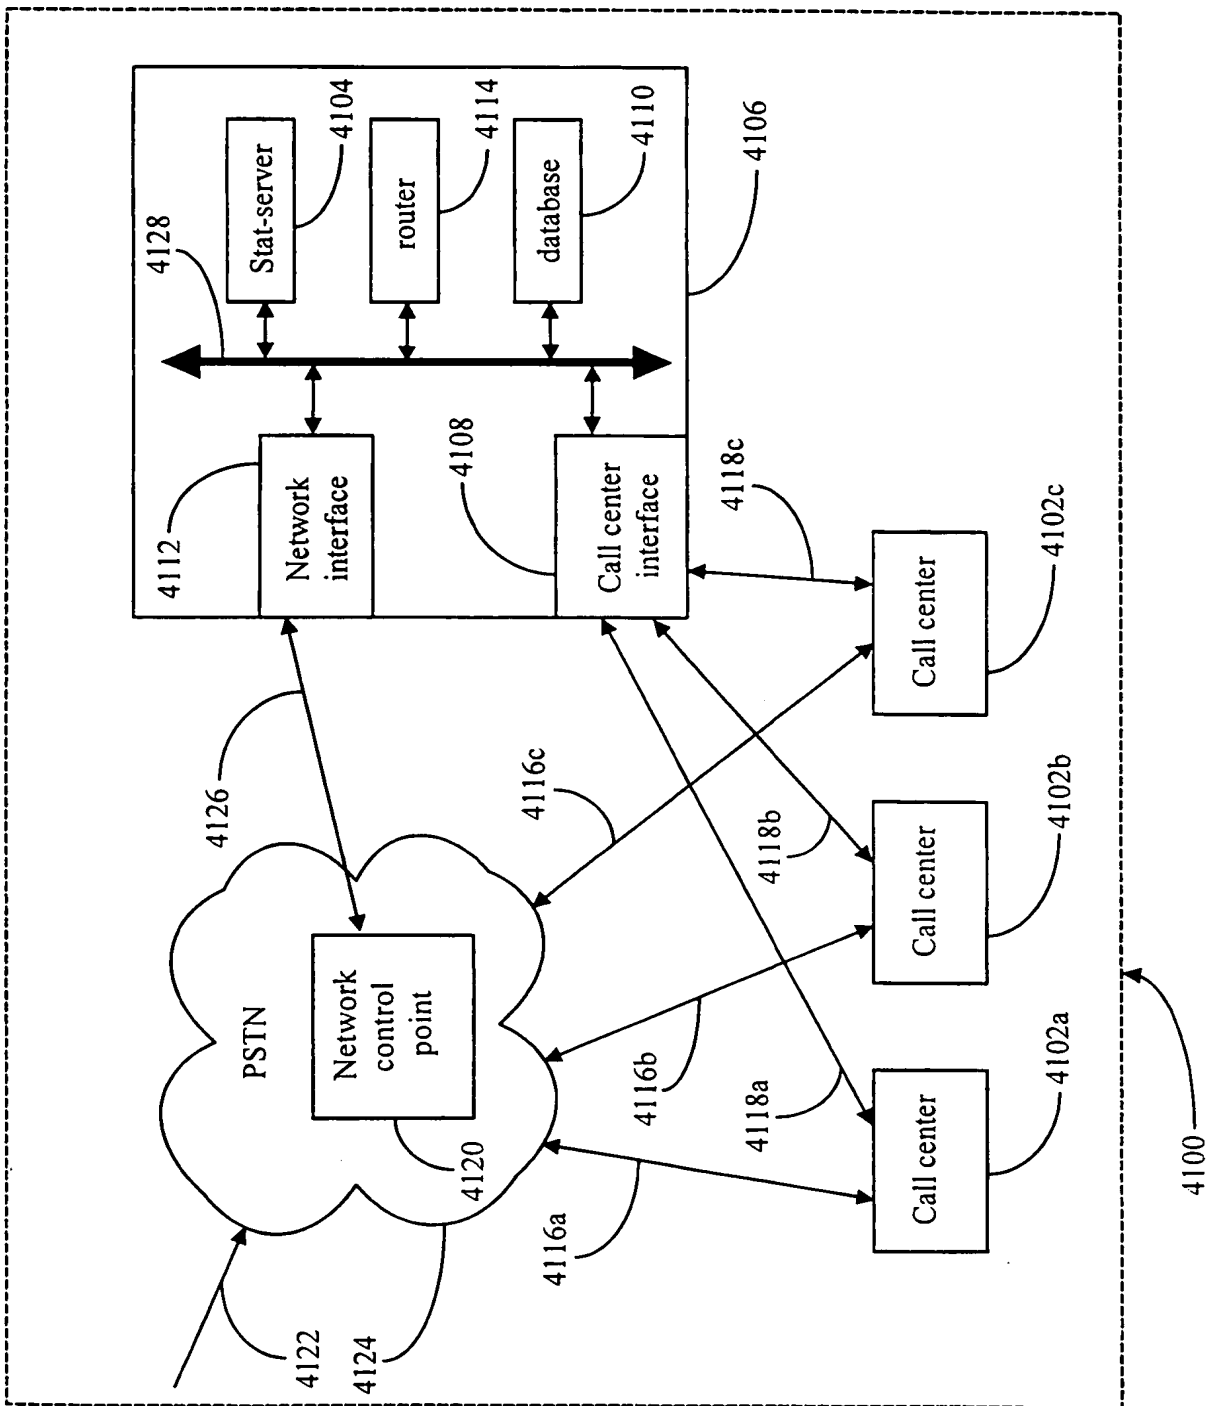 4128
Stat-server
4104
router
4114
database
4110
4106
4112
Network
interface
4108
Call center
interface
4126
PSTN
Network
control
point
4120
4122
4124
4116a
4116b
4116c
4118a
4118b
4118c
Call center
4102a
Call center
4102b
Call center
4102c
4100